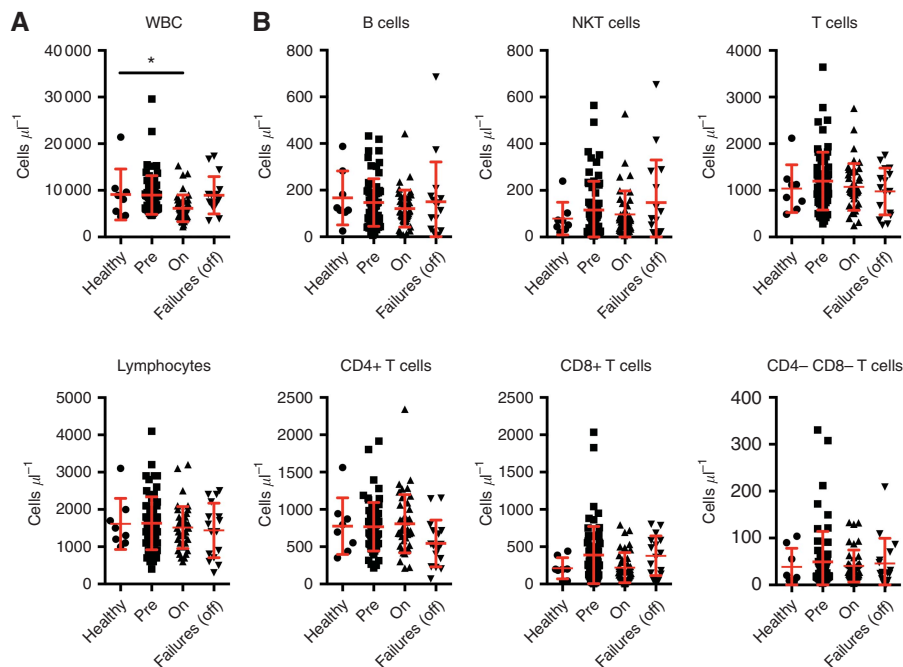 A
B
WBC
B cells
NKT cells
T cells
*
Cells µl⁻¹
40 000
30 000
20 000
10 000
0
Healthy
Pre
On
Failures (off)
Cells µl⁻¹
800
600
400
200
0
Healthy
Pre
On
Failures (off)
Cells µl⁻¹
800
600
400
200
0
Healthy
Pre
On
Failures (off)
Cells µl⁻¹
4000
3000
2000
1000
0
Healthy
Pre
On
Failures (off)
Lymphocytes
CD4+ T cells
CD8+ T cells
CD4– CD8– T cells
Cells µl⁻¹
5000
4000
3000
2000
1000
0
Healthy
Pre
On
Failures (off)
Cells µl⁻¹
2500
2000
1500
1000
500
0
Healthy
Pre
On
Failures (off)
Cells µl⁻¹
2500
2000
1500
1000
500
0
Healthy
Pre
On
Failures (off)
Cells µl⁻¹
400
300
200
100
0
Healthy
Pre
On
Failures (off)